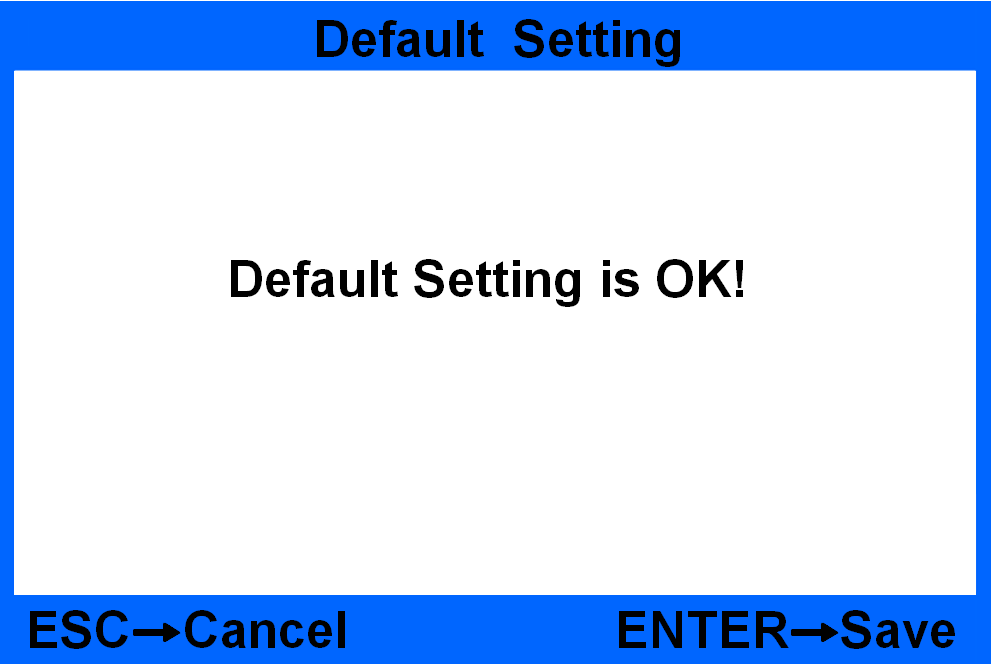 Default Setting
Default Setting is OK!
ESC→Cancel
ENTER→Save